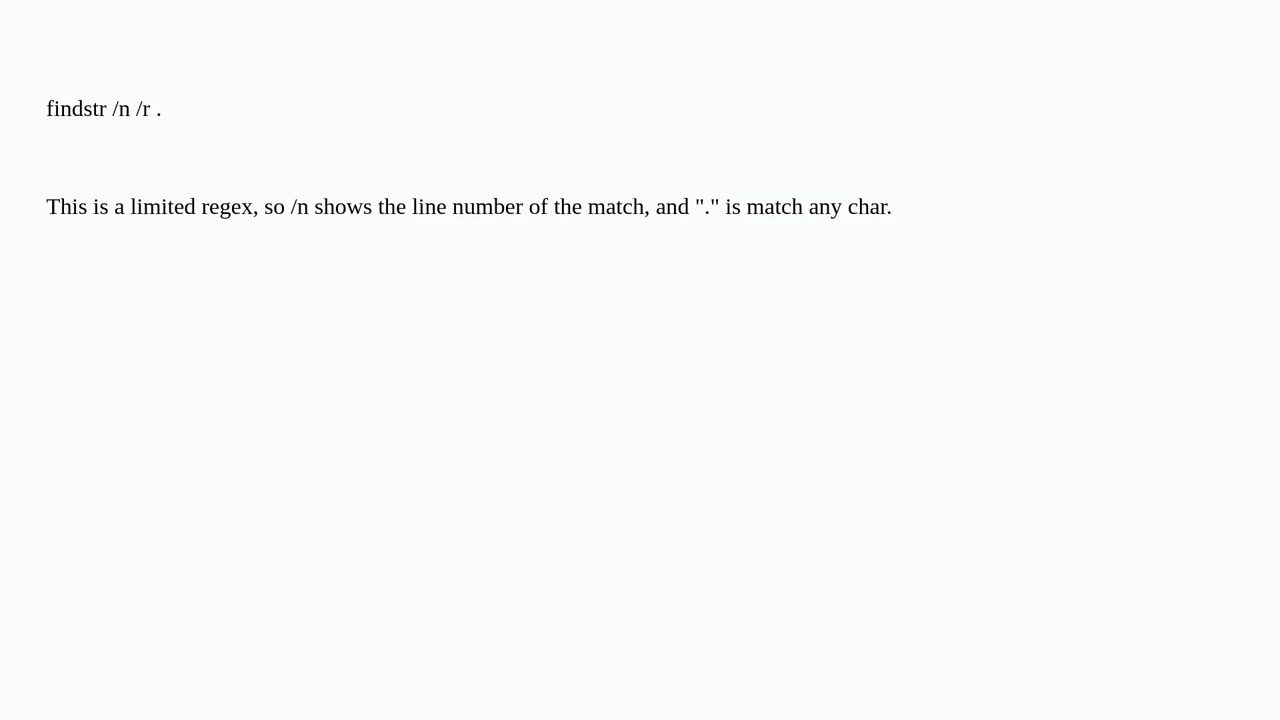 findstr /n /r .
This is a limited regex, so /n shows the line number of the match, and "." is match any char.